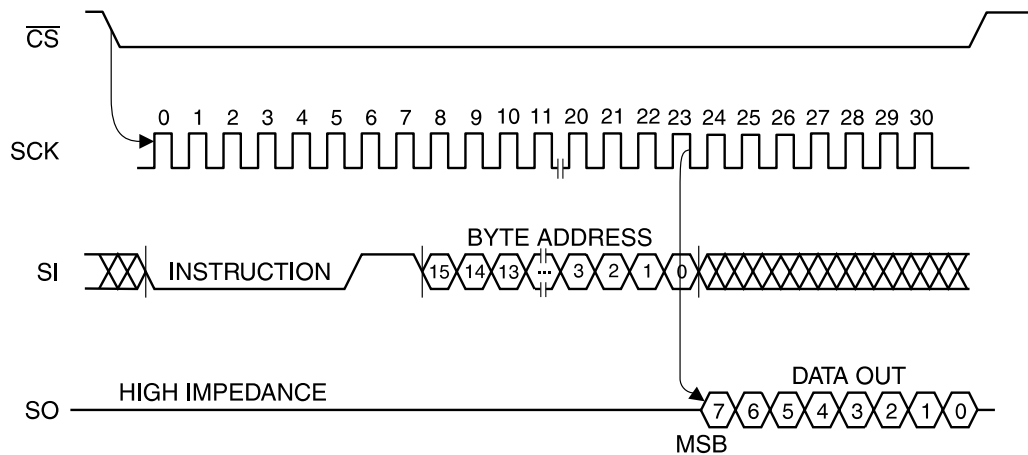 CS
0 1 2 3 4 5 6 7 8 9 10 11 20 21 22 23 24 25 26 27 28 29 30
SCK
BYTE ADDRESS
SI INSTRUCTION 15 14 13 ... 3 2 1 0
HIGH IMPEDANCE DATA OUT
SO 7 6 5 4 3 2 1 0
MSB